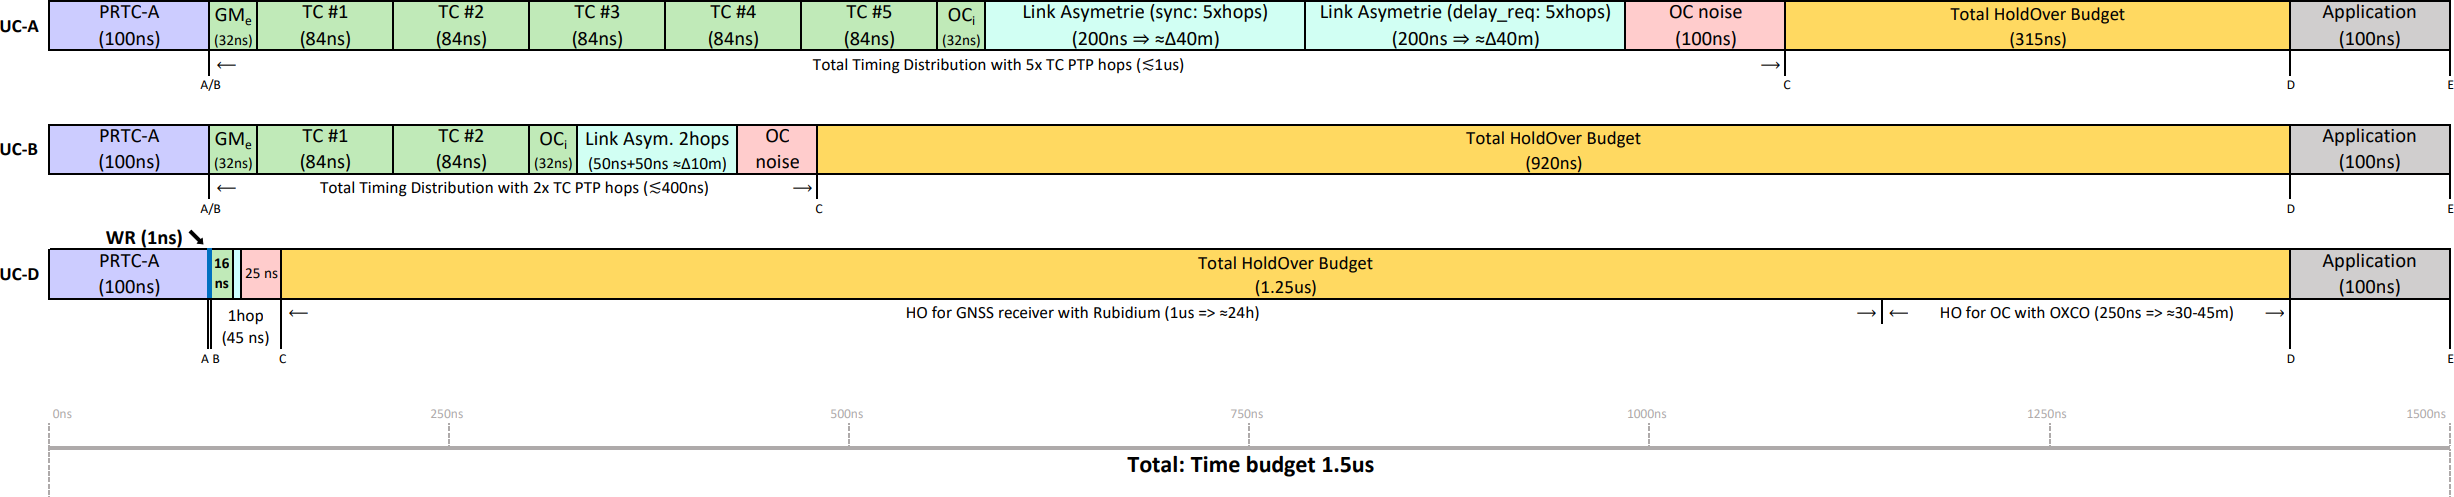 UC-A
PRTC-A
(100ns)
GMe
(32ns)
TC #1
(84ns)
TC #2
(84ns)
TC #3
(84ns)
TC #4
(84ns)
TC #5
(84ns)
OCi
(32ns)
Link Asymetrie (sync: 5xhops)
(200ns ⇒ ≈Δ40m)
Link Asymetrie (delay_req: 5xhops)
(200ns ⇒ ≈Δ40m)
OC noise
(100ns)
Total HoldOver Budget
(315ns)
Application
(100ns)
← Total Timing Distribution with 5x TC PTP hops (≲1us) →
A/B
C
D
E
UC-B
PRTC-A
(100ns)
GMe
(32ns)
TC #1
(84ns)
TC #2
(84ns)
OCi
(32ns)
Link Asym. 2hops
(50ns+50ns ≈Δ10m)
OC
noise
Total HoldOver Budget
(920ns)
Application
(100ns)
← Total Timing Distribution with 2x TC PTP hops (≲400ns) →
A/B
C
D
E
WR (1ns)
UC-D
PRTC-A
(100ns)
16
ns
25 ns
Total HoldOver Budget
(1.25us)
Application
(100ns)
1hop
(45 ns)
← HO for GNSS receiver with Rubidium (1us => ≈24h) →
← HO for OC with OXCO (250ns => ≈30-45m) →
A B
C
D
E
0ns
250ns
500ns
750ns
1000ns
1250ns
1500ns
Total: Time budget 1.5us